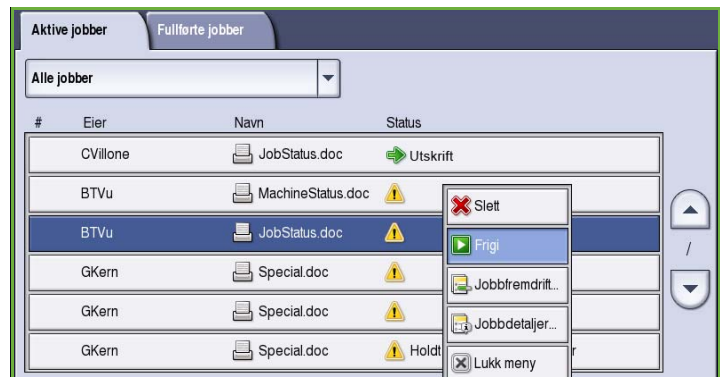 Aktive jobber Fullførte jobber
Alle jobber
# Eier Navn Status
CVillone JobStatus.doc Utskrift
BTVu MachineStatus.doc
Slett
BTVu JobStatus.doc
Frigi
/
GKern Special.doc
Jobbfremdrift...
GKern Special.doc
Jobbdetaljer...
GKern Special.doc Holdt
Lukk meny